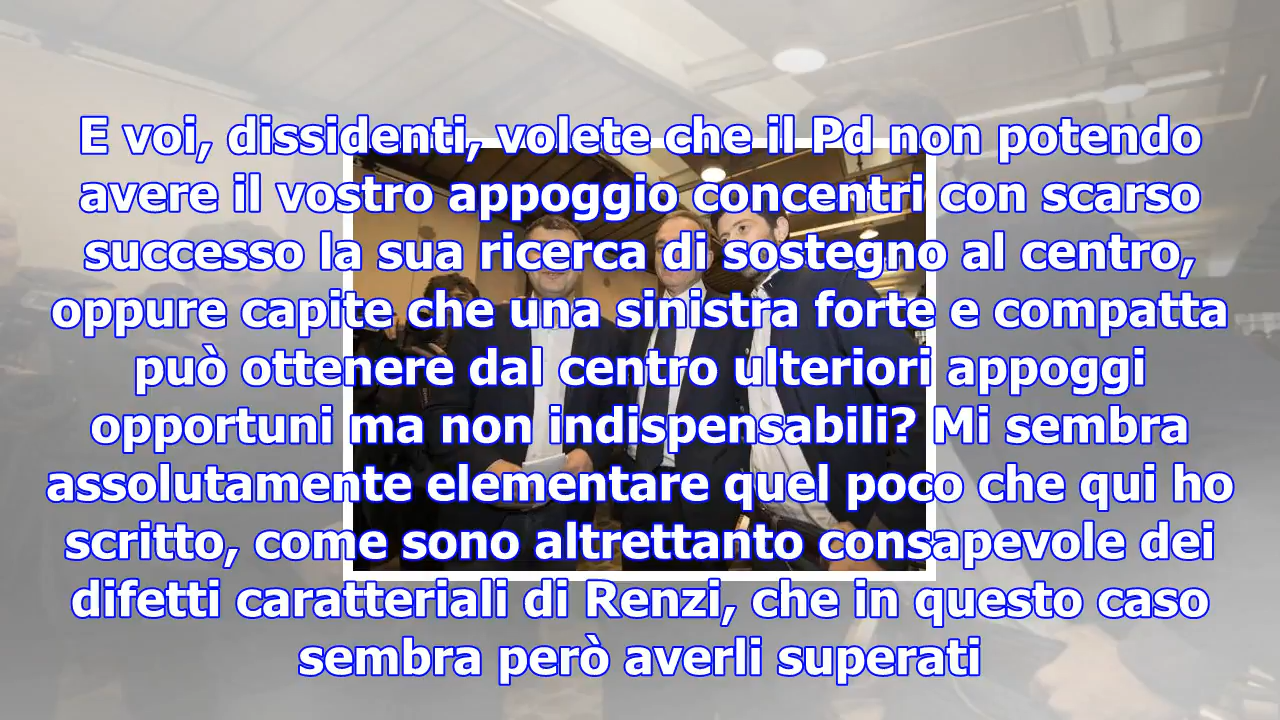 E voi, dissidenti, volete che il Pd non potendo
avere il vostro appoggio concentri con scarso
successo la sua ricerca di sostegno al centro,
oppure capite che una sinistra forte e compatta
può ottenere dal centro ulteriori appoggi
opportuni ma non indispensabili? Mi sembra
assolutamente elementare quel poco che qui ho
scritto, come sono altrettanto consapevole dei
difetti caratteriali di Renzi, che in questo caso
sembra però averli superati